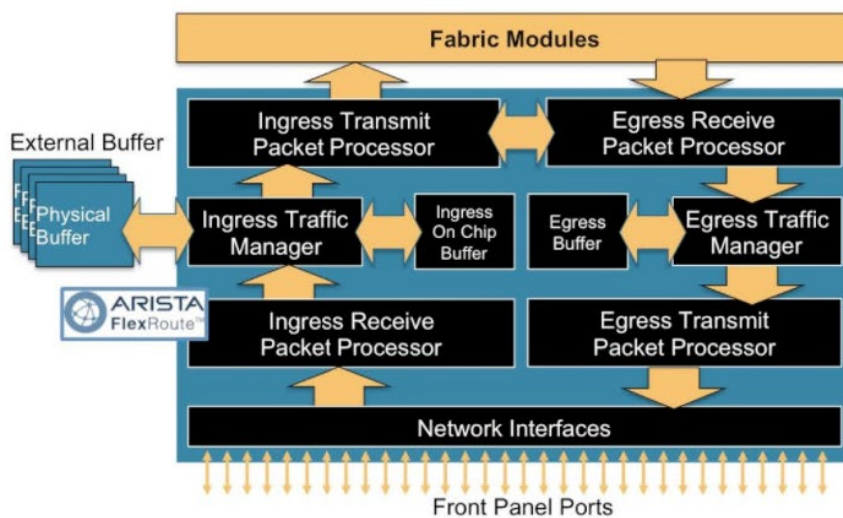 Fabric Modules
Ingress Transmit
Packet Processor
Egress Receive
Packet Processor
External Buffer
Physical
Buffer
Ingress Traffic
Manager
Ingress
On Chip
Buffer
Egress
Buffer
Egress Traffic
Manager
ARISTA
FlexRoute™
Ingress Receive
Packet Processor
Egress Transmit
Packet Processor
Network Interfaces
Front Panel Ports